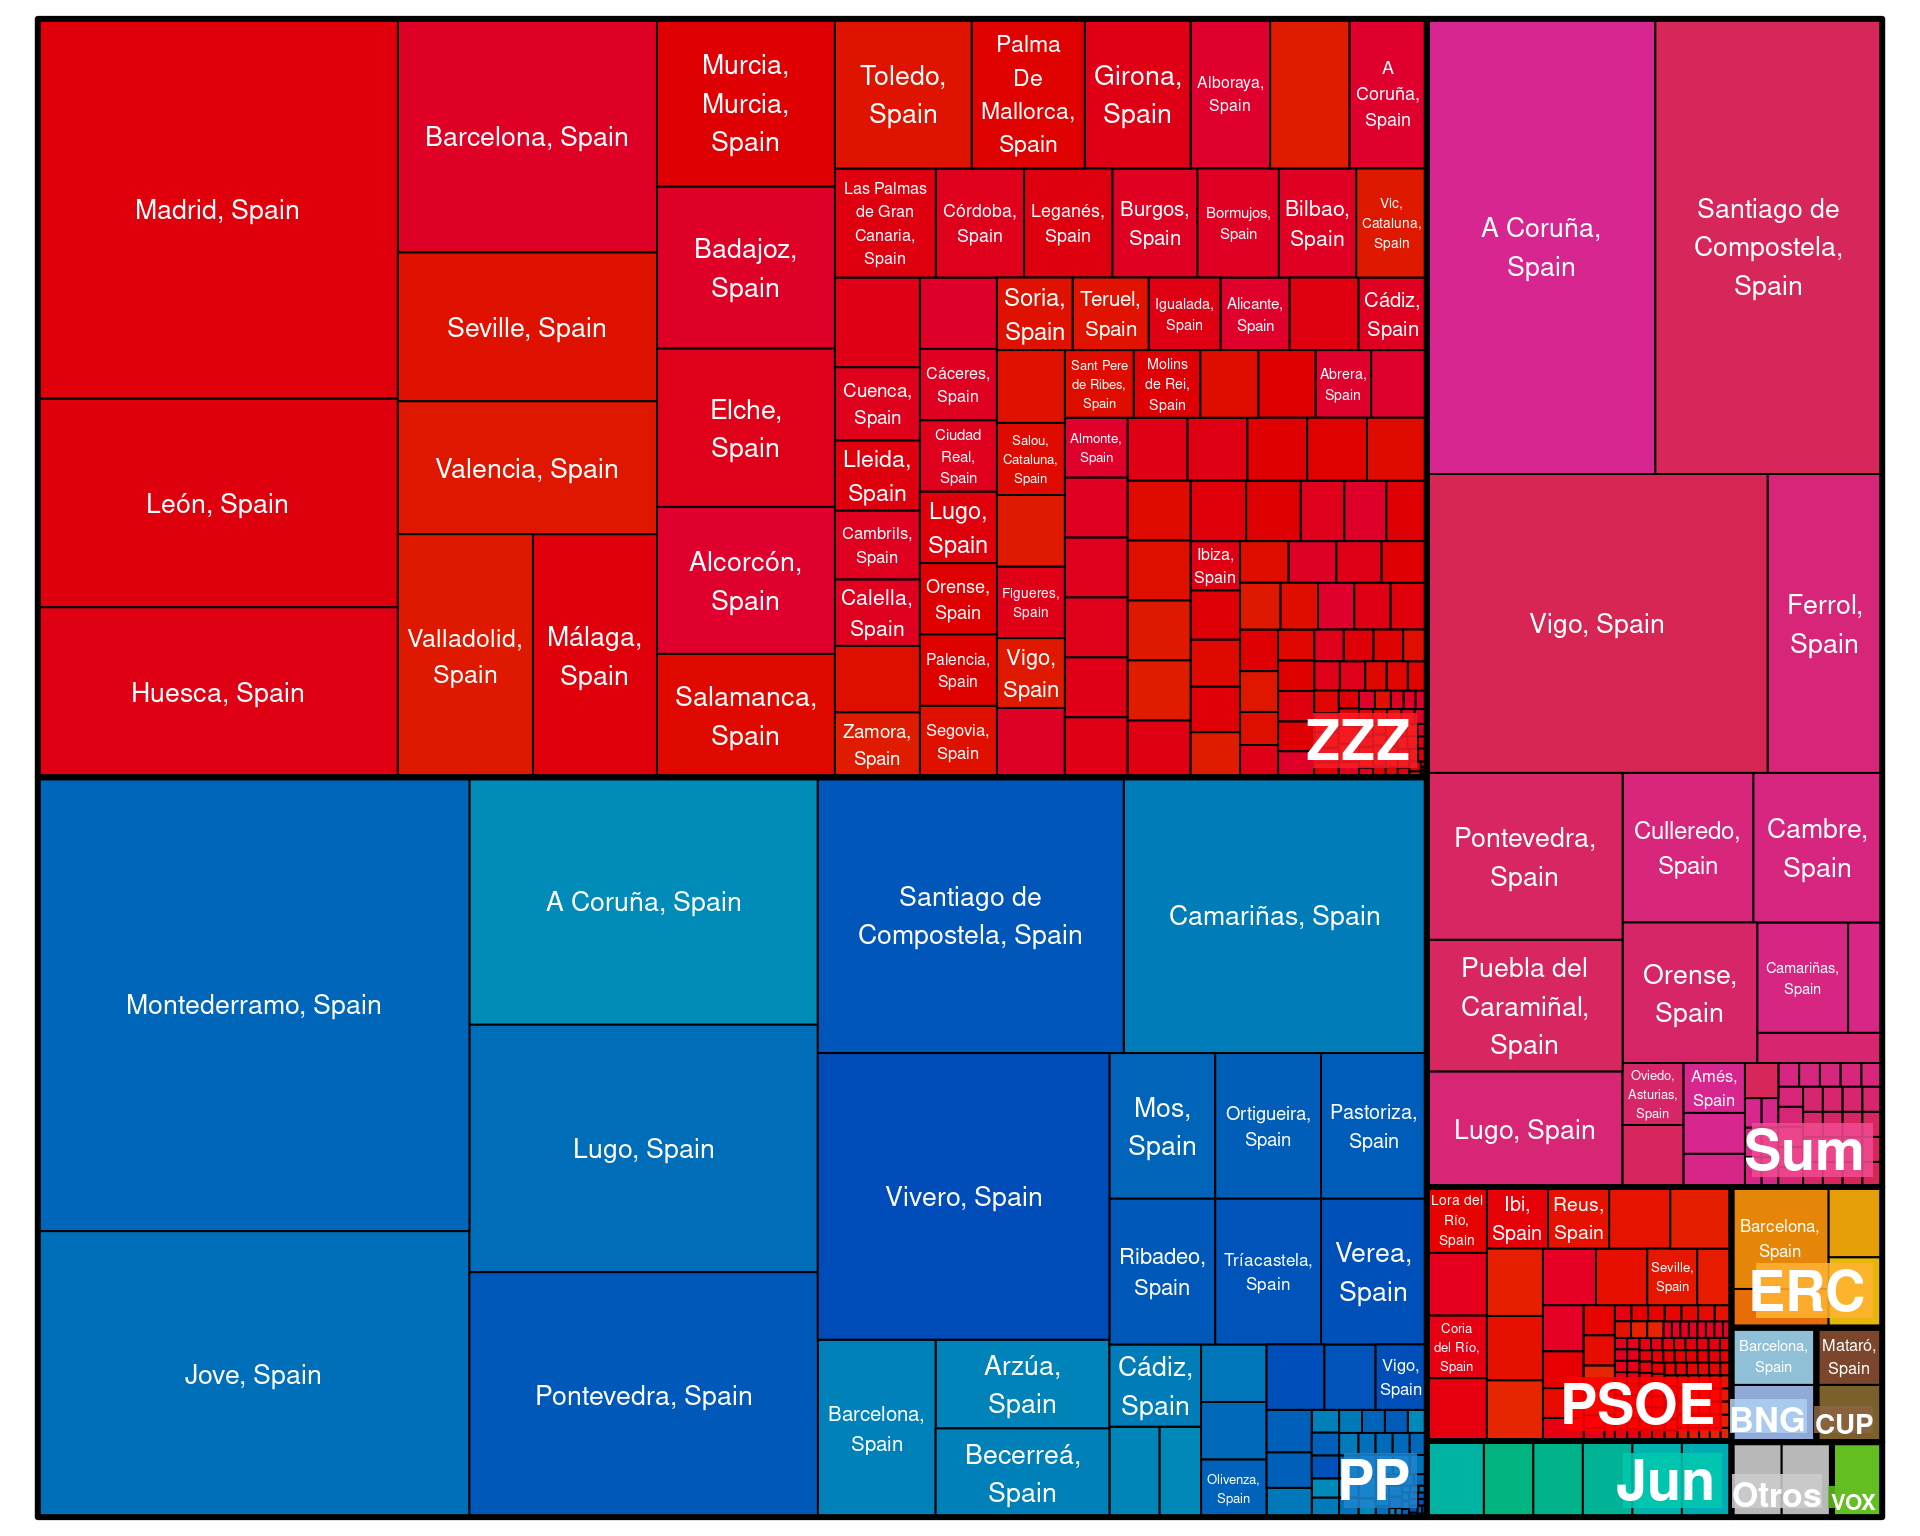 Madrid, Spain
León, Spain
Huesca, Spain
Barcelona, Spain
Seville, Spain
Valencia, Spain
Valladolid,
Spain
Málaga,
Spain
Murcia,
Murcia,
Spain
Badajoz,
Spain
Elche,
Spain
Alcorcón,
Spain
Salamanca,
Spain
Toledo,
Spain
Palma
De
Mallorca,
Spain
Girona,
Spain
Alboraya,
Spain
A
Coruña,
Spain
Las Palmas
de Gran
Canaria,
Spain
Córdoba,
Spain
Leganés,
Spain
Burgos,
Spain
Bormujos,
Spain
Bilbao,
Spain
Vic,
Cataluna,
Spain
Cuenca,
Spain
Lleida,
Spain
Cambrils,
Spain
Calella,
Spain
Zamora,
Spain
Cáceres,
Spain
Ciudad
Real,
Spain
Lugo,
Spain
Orense,
Spain
Palencia,
Spain
Segovia,
Spain
Soria,
Spain
Teruel,
Spain
Igualada,
Spain
Alicante,
Spain
Cádiz,
Spain
Salou,
Cataluna,
Spain
Figueres,
Spain
Vigo,
Spain
Sant Pere
de Ribes,
Spain
Molins
de Rei,
Spain
Abrera,
Spain
Almonte,
Spain
Ibiza,
Spain
ZZZ
Montederramo, Spain
Jove, Spain
A Coruña, Spain
Lugo, Spain
Pontevedra, Spain
Santiago de
Compostela, Spain
Camariñas, Spain
Vivero, Spain
Mos,
Spain
Ortigueira,
Spain
Pastoriza,
Spain
Ribadeo,
Spain
Tríacastela,
Spain
Verea,
Spain
Barcelona,
Spain
Arzúa,
Spain
Becerreá,
Spain
Cádiz,
Spain
Olivenza,
Spain
Vigo,
Spain
PP
A Coruña,
Spain
Santiago de
Compostela,
Spain
Vigo, Spain
Ferrol,
Spain
Pontevedra,
Spain
Puebla del
Caramiñal,
Spain
Lugo, Spain
Culleredo,
Spain
Cambre,
Spain
Orense,
Spain
Camariñas,
Spain
Oviedo,
Asturias,
Spain
Amés,
Spain
Sum
Lora del
Río,
Spain
Ibi,
Spain
Reus,
Spain
Seville,
Spain
Coria
del Río,
Spain
PSOE
Barcelona,
Spain
ERC
Barcelona,
Spain
BNG
Mataró,
Spain
CUP
Jun
Otros
VOX